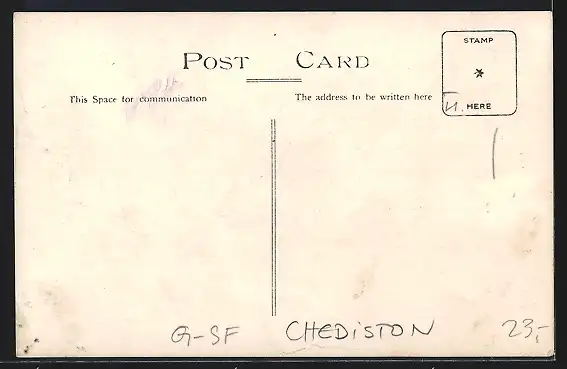 POST CARD
STAMP
*
HERE
This Space for communication
The address to be written here
G-SF CHEDISTON 23,-